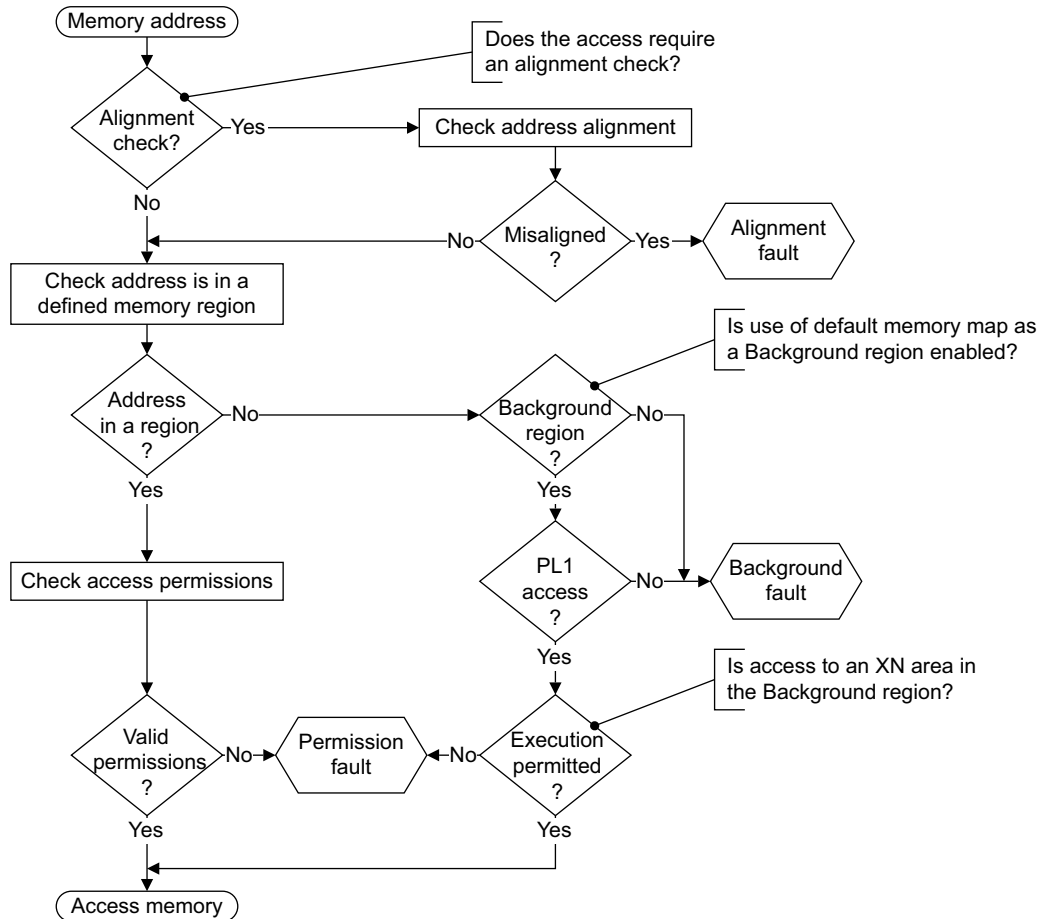 Memory address
Does the access require
an alignment check?
Alignment
check?
Yes
Check address alignment
No
Misaligned
?
No
Yes
Alignment
fault
Check address is in a
defined memory region
Is use of default memory map as
a Background region enabled?
Address
in a region
?
No
Background
region
?
No
Yes
Yes
Check access permissions
PL1
access
?
No
Background
fault
Yes
Is access to an XN area in
the Background region?
Valid
permissions
?
No
Permission
fault
No
Execution
permitted
?
Yes
Yes
Access memory